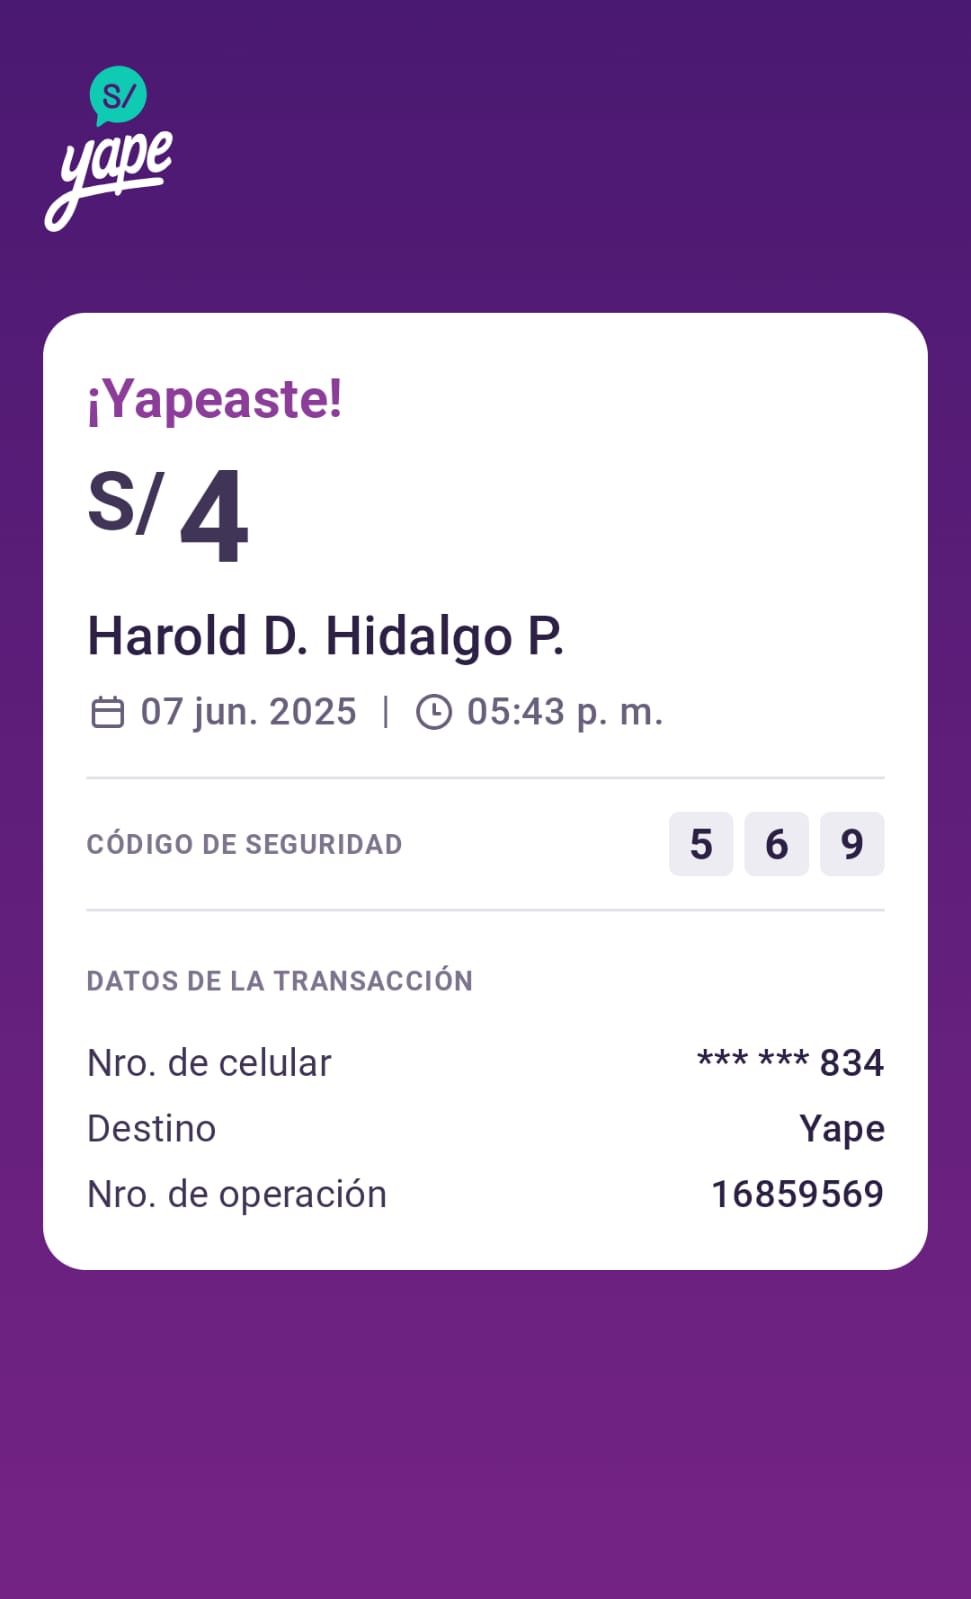 S/
yape
¡Yapeaste!
S/ 4
Harold D. Hidalgo P.
07 jun. 2025 | 05:43 p. m.
CÓDIGO DE SEGURIDAD 5 6 9
DATOS DE LA TRANSACCIÓN
Nro. de celular *** *** 834
Destino Yape
Nro. de operación 16859569